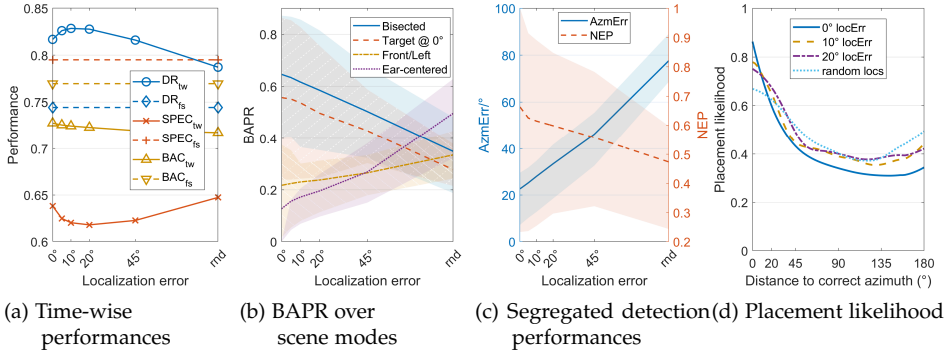 0.85
0.8
0.75
0.7
0.65
0.6
Performance
DR_tw
DR_fs
SPEC_tw
SPEC_fs
BAC_tw
BAC_fs
0° 10° 20° 45° rnd
Localization error
(a) Time-wise
performances
0.8
0.6
0.4
0.2
0
BAPR
Bisected
Target @ 0°
Front/Left
Ear-centered
0° 10° 20° 45° rnd
Localization error
(b) BAPR over
scene modes
100
80
60
40
20
0
AzmErr/°
AzmErr
NEP
1
0.9
0.8
0.7
0.6
0.5
0.4
0.3
0.2
NEP
0° 10° 20° 45° rnd
Localization error
(c) Segregated detection
performances
1
0.8
0.6
0.4
0.2
0
Placement likelihood
0° locErr
10° locErr
20° locErr
random locs
0 20 45 90 135 180
Distance to correct azimuth (°)
(d) Placement likelihood